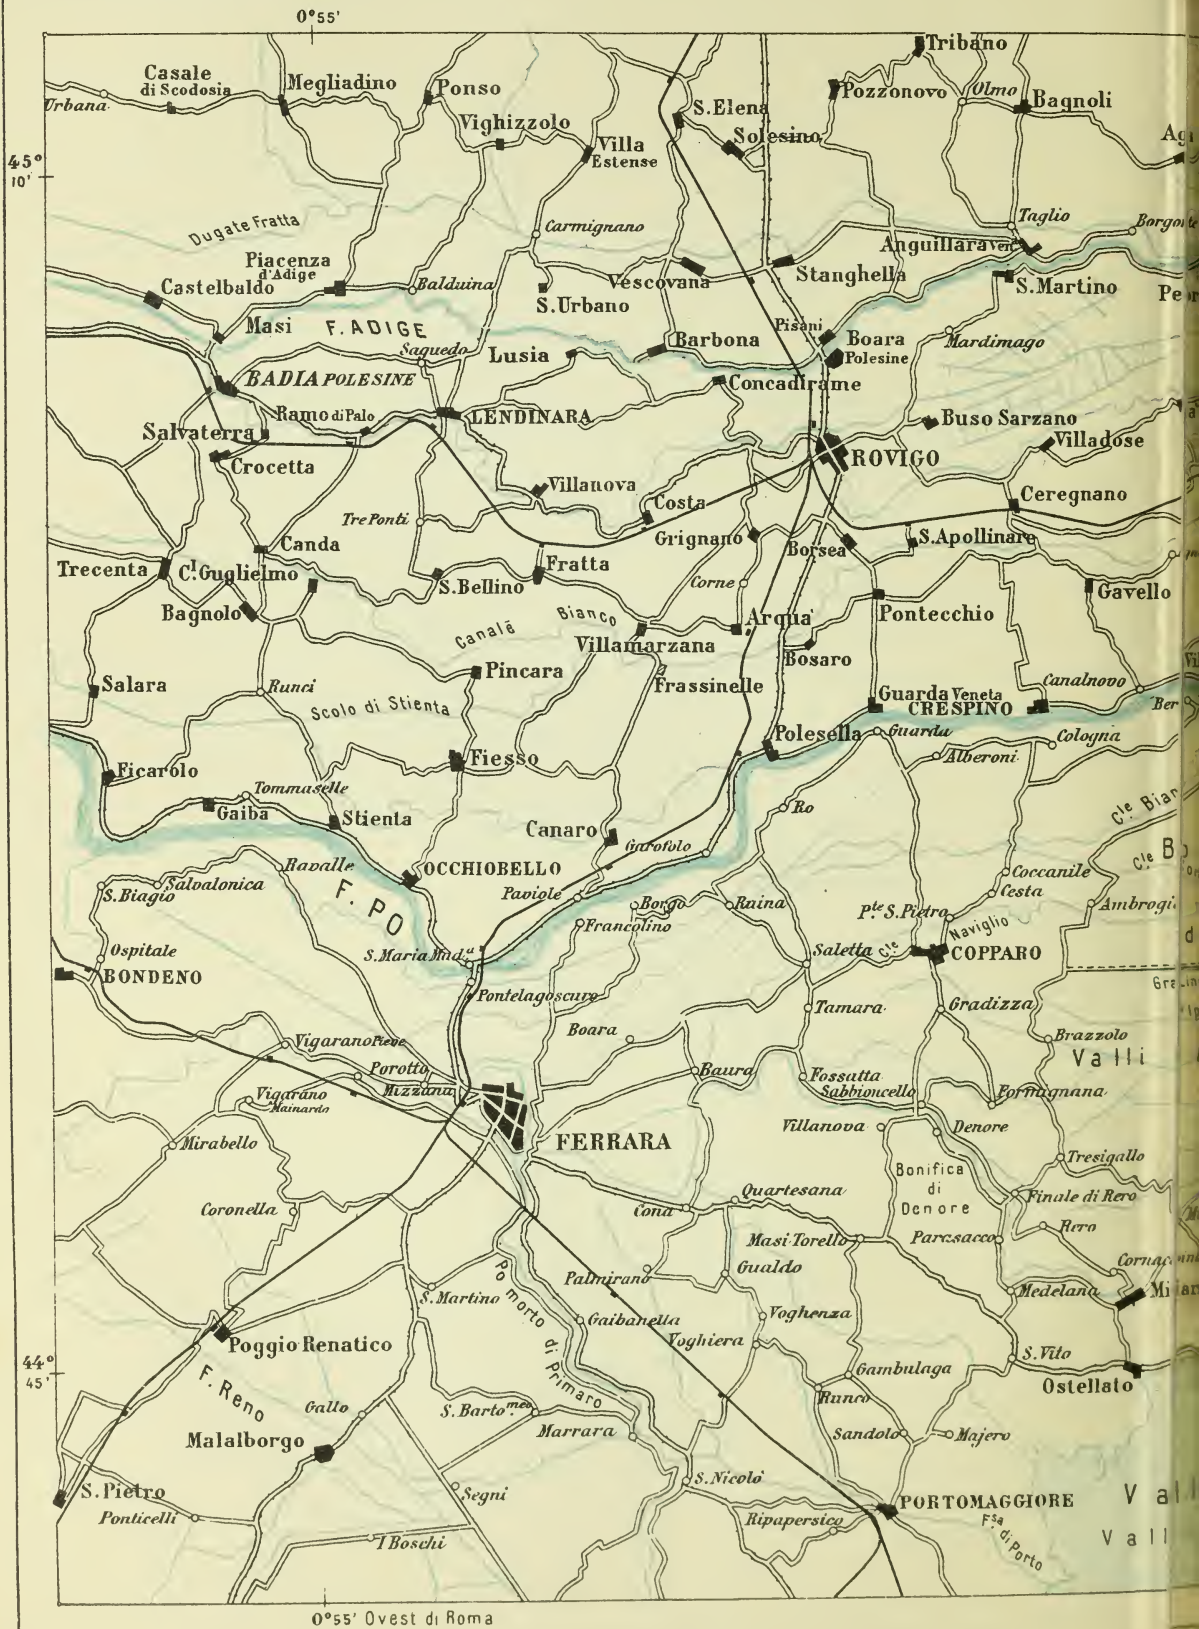 0°55'
Tribano
Casale
di Scodosia
Megliadino
Ponso
Pozzonovo
Olmo
Bagnoli
Urbana
S. Elena
Vighizzolo
Solesino
Villa
Estense
45°
10'
Dugate Fratta
Carmignano
Taglio
Anguillara Ven.
Piacenza
d'Adige
Castelbaldo
Balduina
Vescovana
Stanghella
S. Urbano
S. Martino
Masi
F. ADIGE
Pisani
Boara
Polesine
Mardimago
Saguedo
Lusia
Barbona
BADIA POLESINE
Concadirame
Ramo di Palo
LENDINARA
Buso Sarzano
Salvaterra
Villadose
Crocetta
ROVIGO
Villanova
Costa
Ceregnano
Tre Ponti
Grignano
Borsea
S. Apollinare
Canda
Trecenta
C.l Guglielmo
Fratta
S. Bellino
Corne
Gavello
Bagnolo
Canale Bianco
Arquà
Pontecchio
Villamarzana
Bosaro
Pincara
Salara
Runci
Frassinelle
Canalnovo
Guarda Veneta
CRESPINO
Scolo di Stienta
Polesella
Guarda
Cologna
Fiesso
Alberoni
Ficarolo
Tommaselle
Ro
Gaiba
Stienta
Canaro
Garofolo
C.le Bian
Ravalle
OCCHIOBELLO
Coccanile
Salvalonica
S. Biagio
F. PO
Paviole
Cesta
Borgo
Ruina
P.te S. Pietro
Ambrogi
Francolino
C.le Naviglio
Ospitale
S. Maria Mad.a
Saletta
COPPARO
BONDENO
Pontelagoscuro
Tamara
Gradizza
Boara
Vigarano Pieve
Brazzolo
Valli
Porotto
Baura
Fossatta
Mizzana
Sabbioncello
Vigarano
Mainardo
Formignana
Villanova
Denore
Mirabello
FERRARA
Tresigallo
Bonifica
di
Denore
Quartesana
Finale di Rero
Coronella
Cona
Rero
Masi Torello
Parasacco
Palmirano
Gualdo
Po morto di Primaro
S. Martino
Medelana
Gaibanella
Voghenza
Poggio Renatico
Voghiera
S. Vito
44°
45'
Gambulaga
F. Reno
Ostellato
Runco
Gallo
S. Barto.meo
Marrara
Sandolo
Majero
Malalborgo
S. Nicolò
S. Pietro
Segni
PORTOMAGGIORE
Ponticelli
Ripapersico
F.sa di Porto
I Boschi
0°55' Ovest di Roma